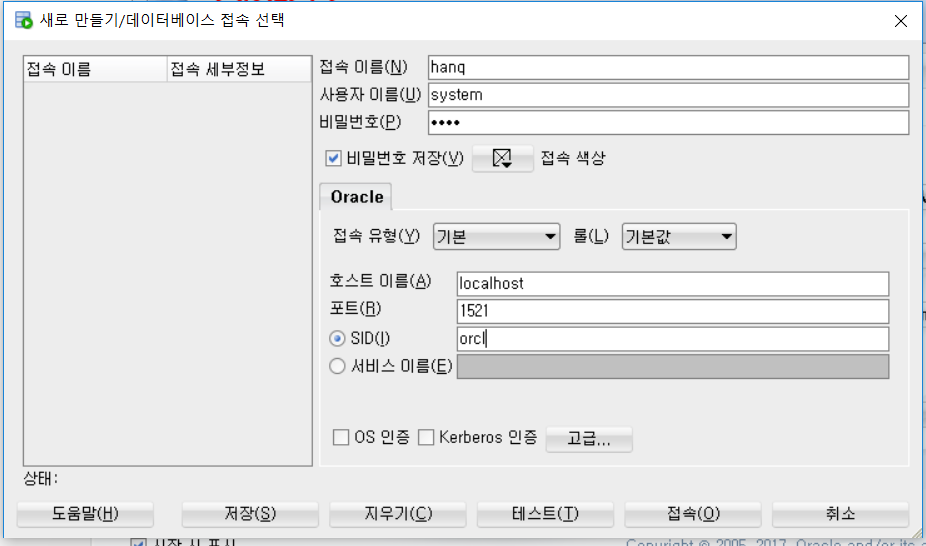 새로 만들기/데이터베이스 접속 선택
접속 이름
접속 세부정보
접속 이름(N) hanq
사용자 이름(U) system
비밀번호(P) ••••
비밀번호 저장(V) 접속 색상
Oracle
접속 유형(Y) 기본 롤(L) 기본값
호스트 이름(A) localhost
포트(R) 1521
SID(I) orcl
서비스 이름(E)
OS 인증 Kerberos 인증 고급...
상태:
도움말(H) 저장(S) 지우기(C) 테스트(T) 접속(O) 취소
시작 시 표시
Copyright © 2005, 2017, Oracle and/or its a